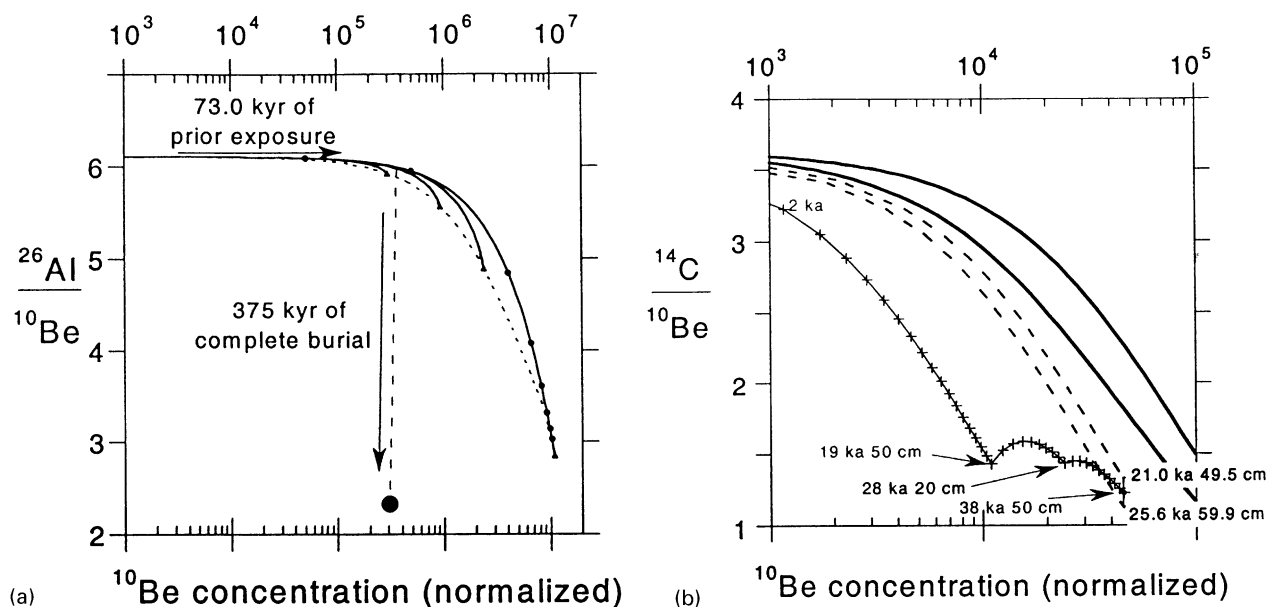 10³ 10⁴ 10⁵ 10⁶ 10⁷
7
73.0 kyr of
prior exposure
6
²⁶Al
¹⁰Be
5
375 kyr of
complete burial
4
3
2
¹⁰Be concentration (normalized)
(a)
10³ 10⁴ 10⁵
4
2 ka
3
¹⁴C
¹⁰Be
2
19 ka 50 cm
28 ka 20 cm
38 ka 50 cm
21.0 ka 49.5 cm
25.6 ka 59.9 cm
1
¹⁰Be concentration (normalized)
(b)